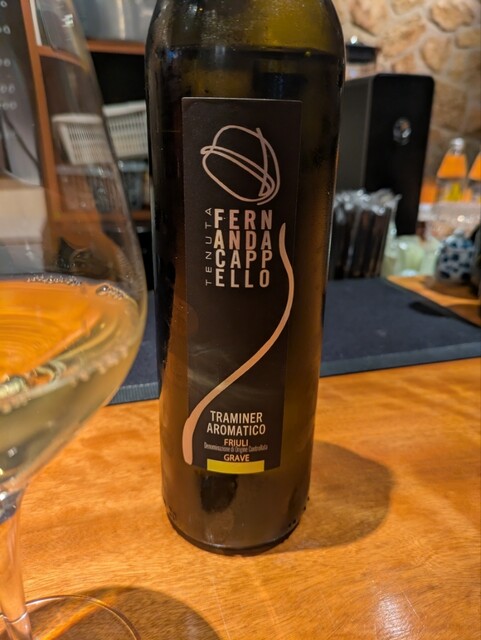 TENUTA
FERN
ANDA
CAPP
ELLO
TRAMINER
AROMATICO
FRIULI
Denominazione di Origine Controllata
GRAVE